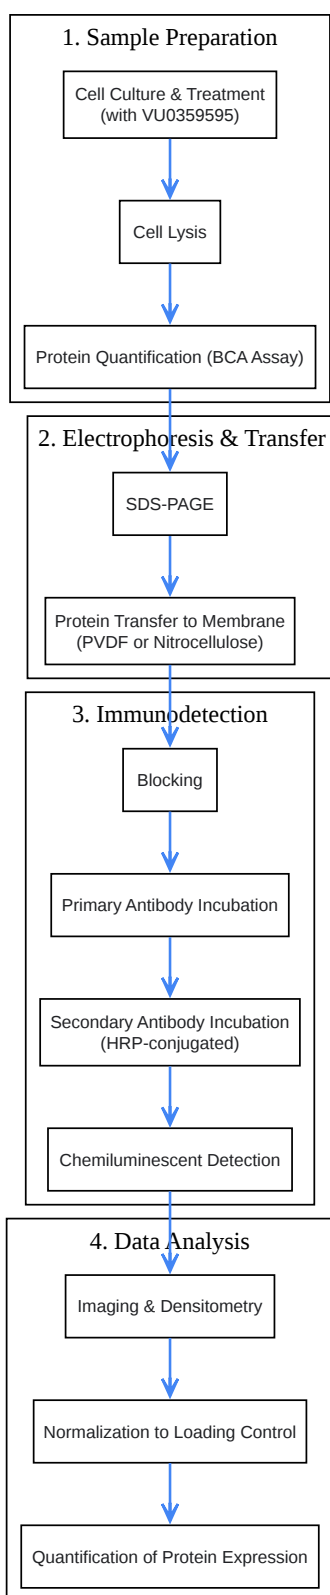 1. Sample Preparation
Cell Culture & Treatment
(with VU0359595)
Cell Lysis
Protein Quantification (BCA Assay)
2. Electrophoresis & Transfer
SDS-PAGE
Protein Transfer to Membrane
(PVDF or Nitrocellulose)
3. Immunodetection
Blocking
Primary Antibody Incubation
Secondary Antibody Incubation
(HRP-conjugated)
Chemiluminescent Detection
4. Data Analysis
Imaging & Densitometry
Normalization to Loading Control
Quantification of Protein Expression